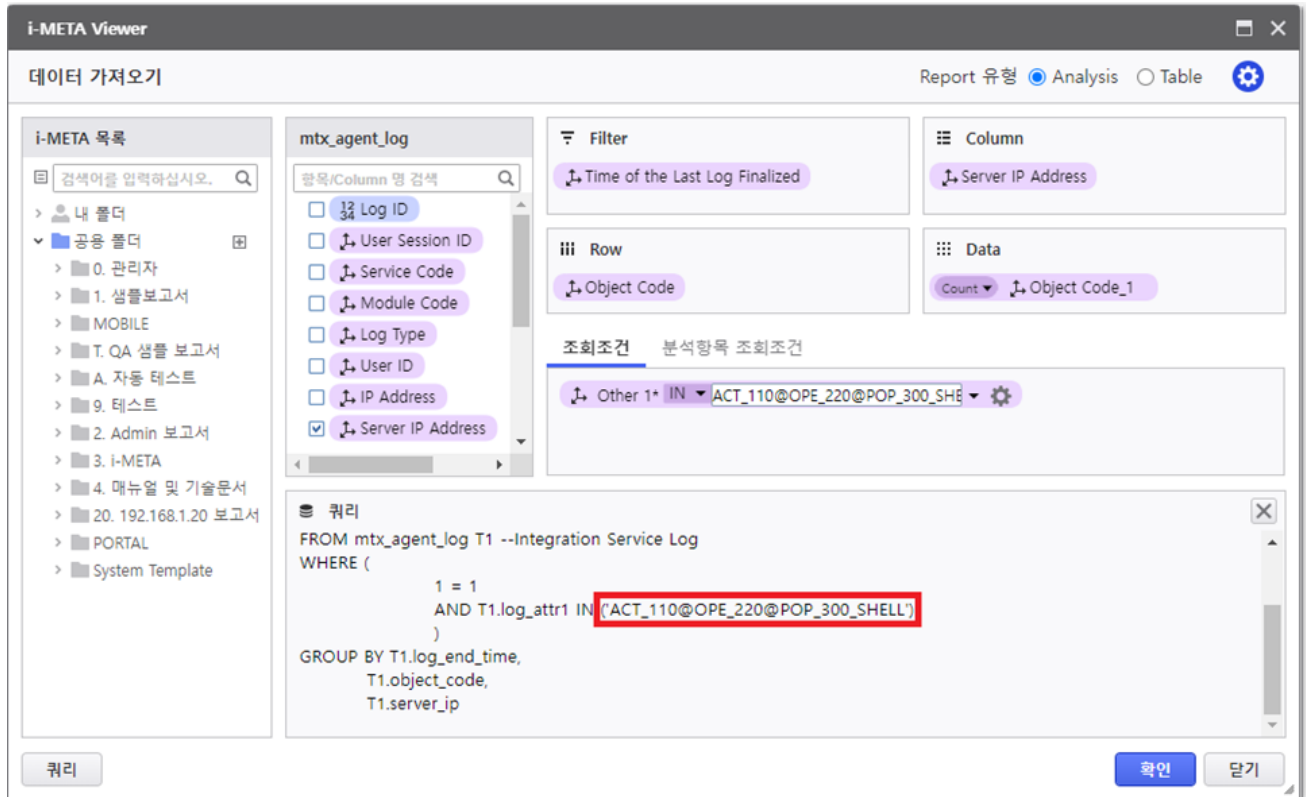 i-META Viewer
데이터 가져오기
Report 유형 Analysis Table
i-META 목록
검색어를 입력하십시오.
내 폴더
공용 폴더
0. 관리자
1. 샘플보고서
MOBILE
T. QA 샘플 보고서
A. 자동 테스트
9. 테스트
2. Admin 보고서
3. i-META
4. 매뉴얼 및 기술문서
20. 192.168.1.20 보고서
PORTAL
System Template
mtx_agent_log
항목/Column 명 검색
Log ID
User Session ID
Service Code
Module Code
Log Type
User ID
IP Address
Server IP Address
Filter
Time of the Last Log Finalized
Column
Server IP Address
Row
Object Code
Data
Count Object Code_1
조회조건 분석항목 조회조건
Other 1* IN ACT_110@OPE_220@POP_300_SHE
쿼리
FROM mtx_agent_log T1 --Integration Service Log
WHERE (
1 = 1
AND T1.log_attr1 IN ('ACT_110@OPE_220@POP_300_SHELL')
)
GROUP BY T1.log_end_time,
T1.object_code,
T1.server_ip
쿼리
확인 닫기